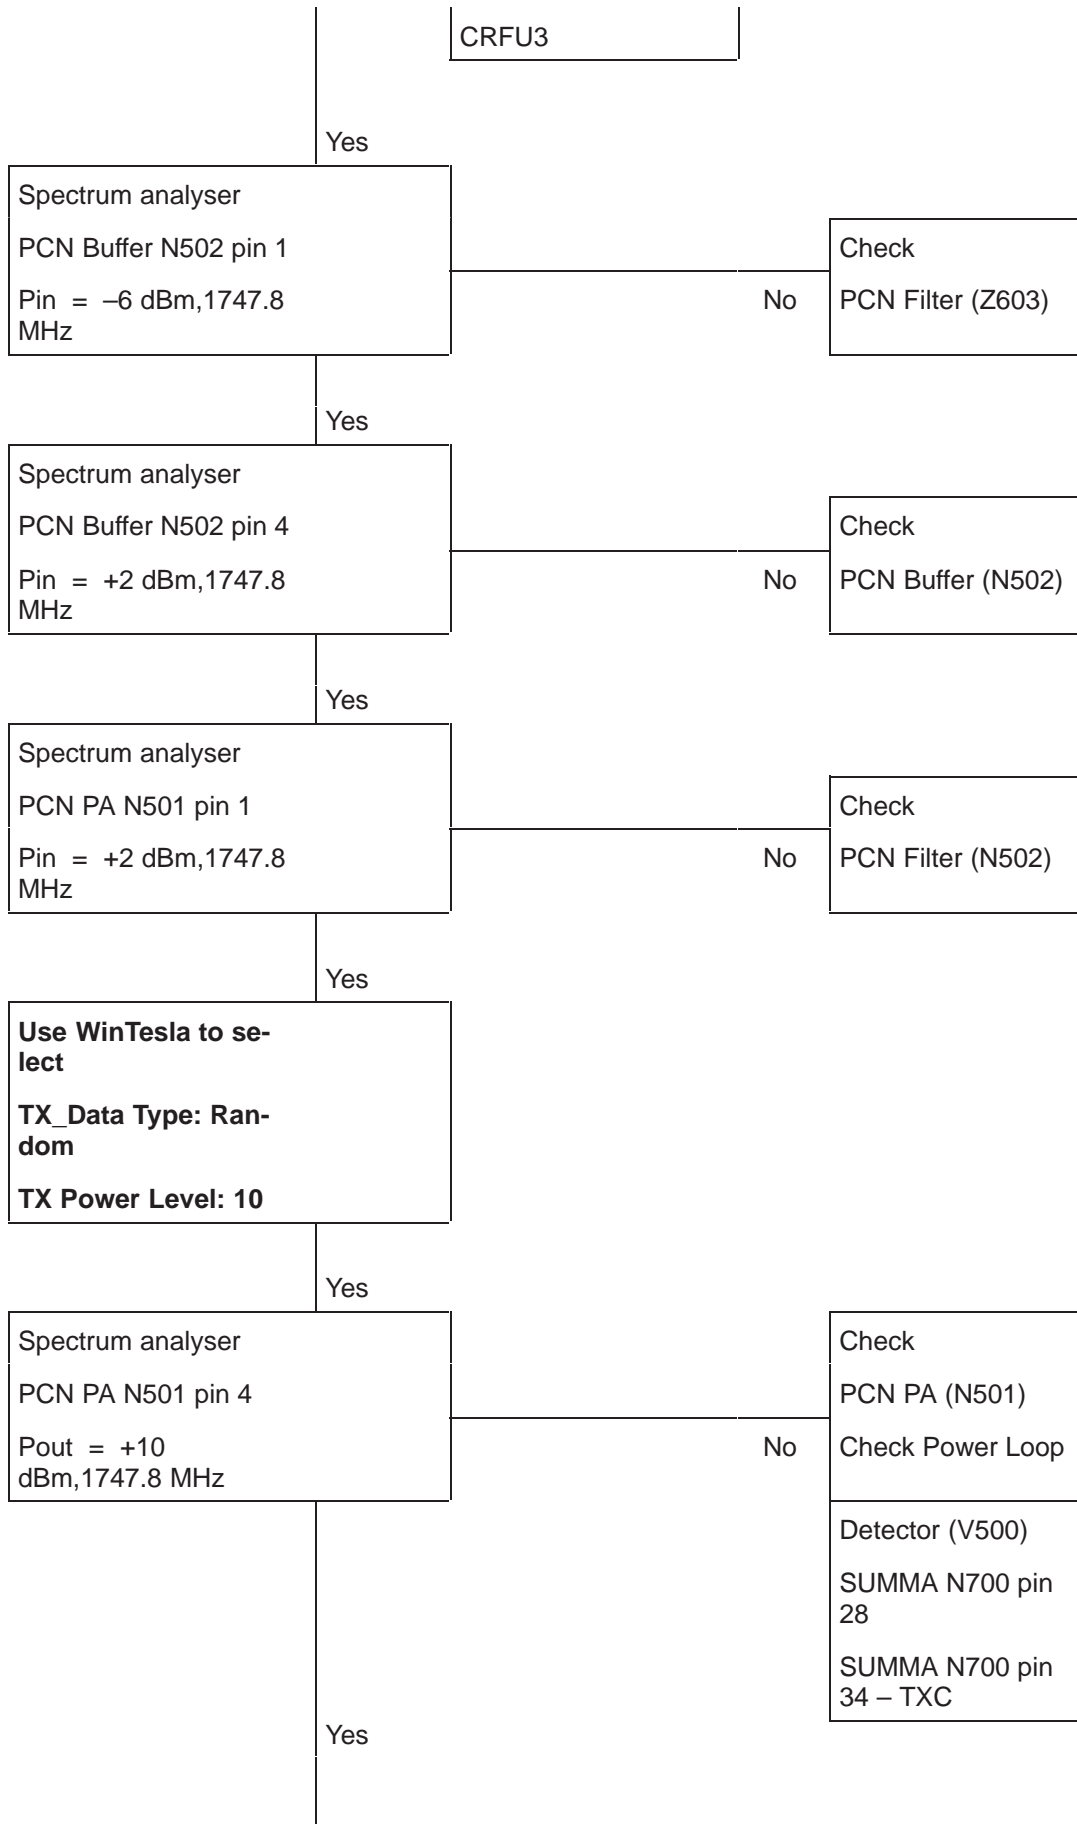 CRFU3
Yes
Spectrum analyser
PCN Buffer N502 pin 1
Pin = –6 dBm,1747.8
MHz
No
Check
PCN Filter (Z603)
Yes
Spectrum analyser
PCN Buffer N502 pin 4
Pin = +2 dBm,1747.8
MHz
No
Check
PCN Buffer (N502)
Yes
Spectrum analyser
PCN PA N501 pin 1
Pin = +2 dBm,1747.8
MHz
No
Check
PCN Filter (N502)
Yes
Use WinTesla to se-
lect
TX_Data Type: Ran-
dom
TX Power Level: 10
Yes
Spectrum analyser
PCN PA N501 pin 4
Pout = +10
dBm,1747.8 MHz
No
Check
PCN PA (N501)
Check Power Loop
Detector (V500)
SUMMA N700 pin
28
SUMMA N700 pin
34 – TXC
Yes